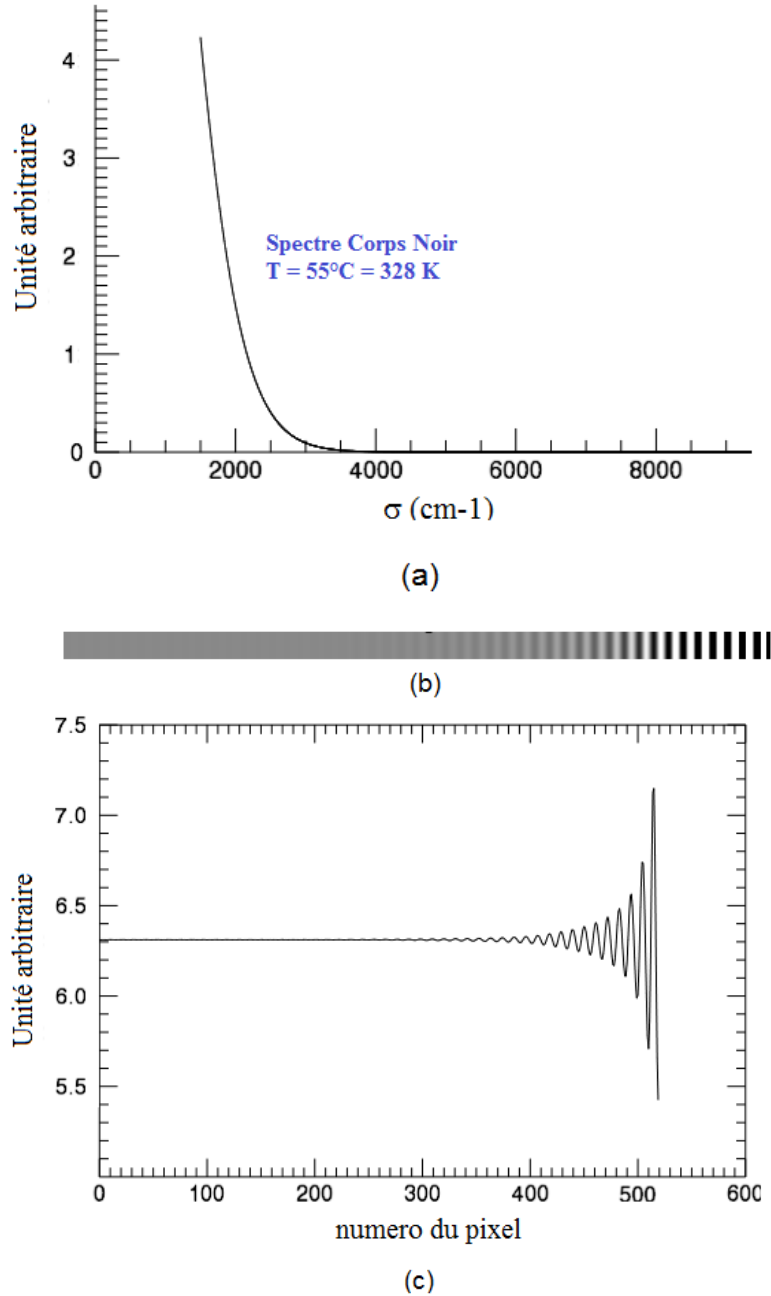 Unité arbitraire
4
3
2
1
0
Spectre Corps Noir
T = 55°C = 328 K
0 2000 4000 6000 8000
σ (cm-1)
(a)
(b)
7.5
7.0
6.5
6.0
5.5
Unité arbitraire
0 100 200 300 400 500 600
numero du pixel
(c)